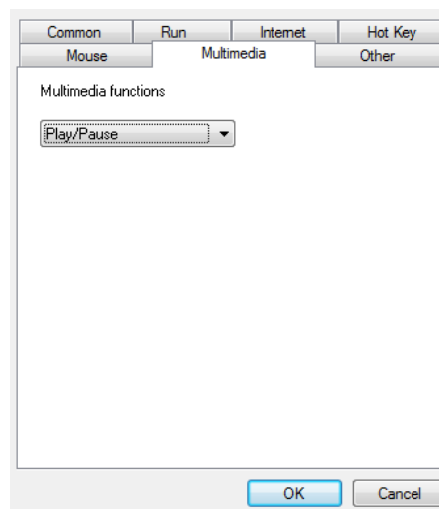 Common Run Internet Hot Key
Mouse Multimedia Other
Multimedia functions
Play/Pause
OK Cancel